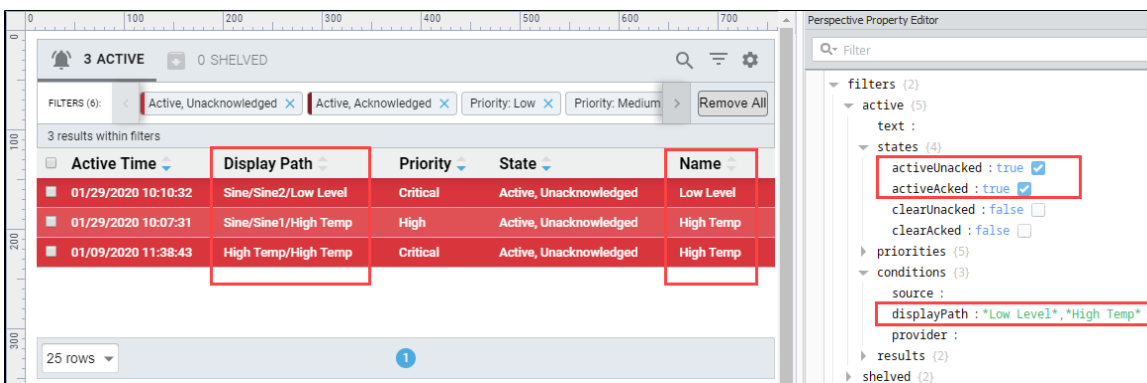 0 100 200 300 400 500 600 700
Perspective Property Editor
3 ACTIVE 0 SHELVED
Filter
FILTERS (6): Active, Unacknowledged Active, Acknowledged Priority: Low Priority: Medium Remove All
3 results within filters
Active Time Display Path Priority State Name
01/29/2020 10:10:32 Sine/Sine2/Low Level Critical Active, Unacknowledged Low Level
01/29/2020 10:07:31 Sine/Sine1/High Temp High Active, Unacknowledged High Temp
01/09/2020 11:38:43 High Temp/High Temp Critical Active, Unacknowledged High Temp
25 rows 1
0
100
200
300
filters {2}
active {5}
text :
states {4}
activeUnacked : true
activeAcked : true
clearUnacked : false
clearAcked : false
priorities {5}
conditions {3}
source :
displayPath : "*Low Level*,*High Temp*
provider :
results {2}
shelved {2}